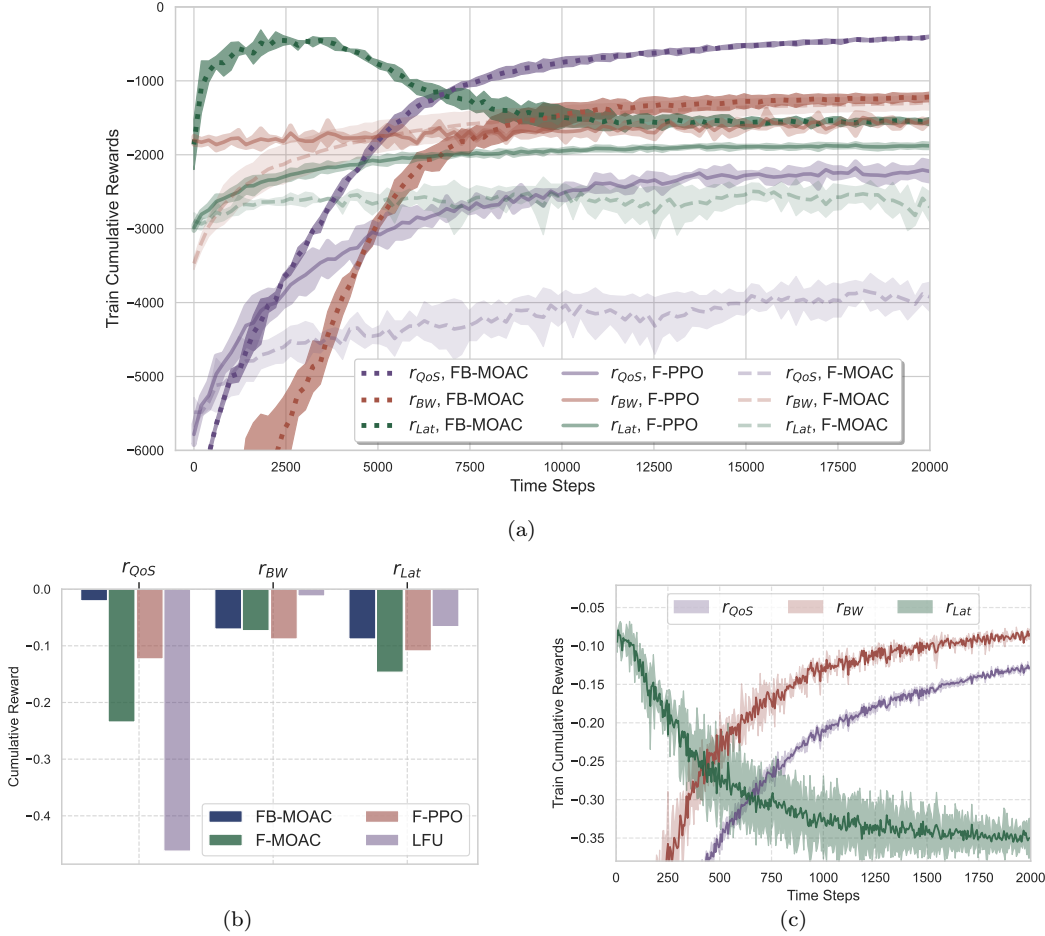 0
−1000
−2000
−3000
−4000
−5000
−6000
Train Cumulative Rewards
r_QoS, FB-MOAC
r_BW, FB-MOAC
r_Lat, FB-MOAC
r_QoS, F-PPO
r_BW, F-PPO
r_Lat, F-PPO
r_QoS, F-MOAC
r_BW, F-MOAC
r_Lat, F-MOAC
0 2500 5000 7500 10000 12500 15000 17500 20000
Time Steps
(a)
r_QoS r_BW r_Lat
0.0
−0.1
−0.2
−0.3
−0.4
Cumulative Reward
FB-MOAC
F-MOAC
F-PPO
LFU
(b)
r_QoS r_BW r_Lat
−0.05
−0.10
−0.15
−0.20
−0.25
−0.30
−0.35
Train Cumulative Rewards
0 250 500 750 1000 1250 1500 1750 2000
Time Steps
(c)